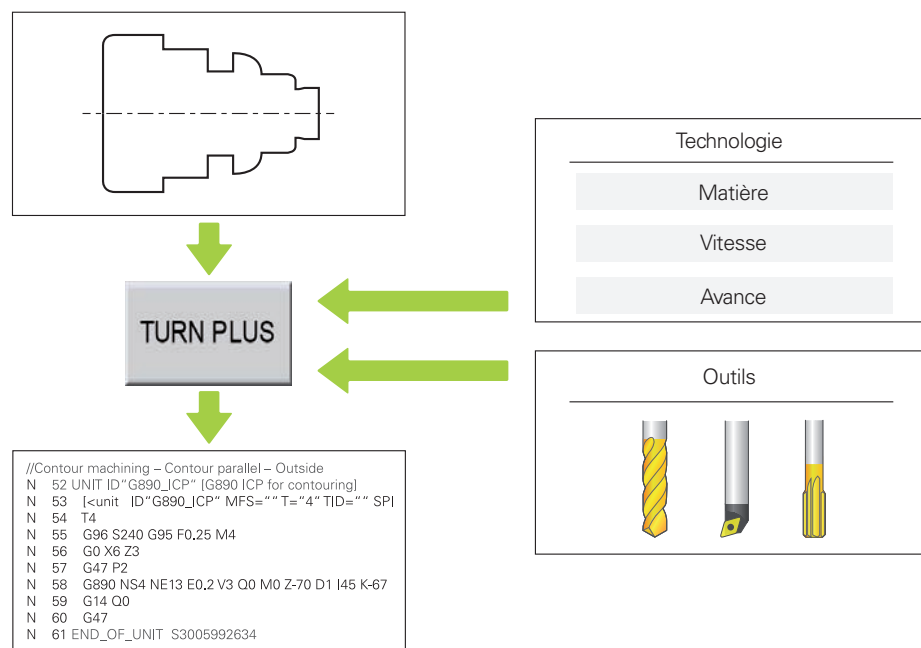 Technologie
Matière
Vitesse
Avance
TURN PLUS
Outils
//Contour machining – Contour parallel – Outside
N 52 UNIT ID"G890_ICP" [G890 ICP for contouring]
N 53 [<unit ID"G890_ICP" MFS="" T="4" TID="" SPI
N 54 T4
N 55 G96 S240 G95 F0.25 M4
N 56 G0 X6 Z3
N 57 G47 P2
N 58 G890 NS4 NE13 E0.2 V3 Q0 M0 Z-70 D1 I45 K-67
N 59 G14 Q0
N 60 G47
N 61 END_OF_UNIT S3005992634